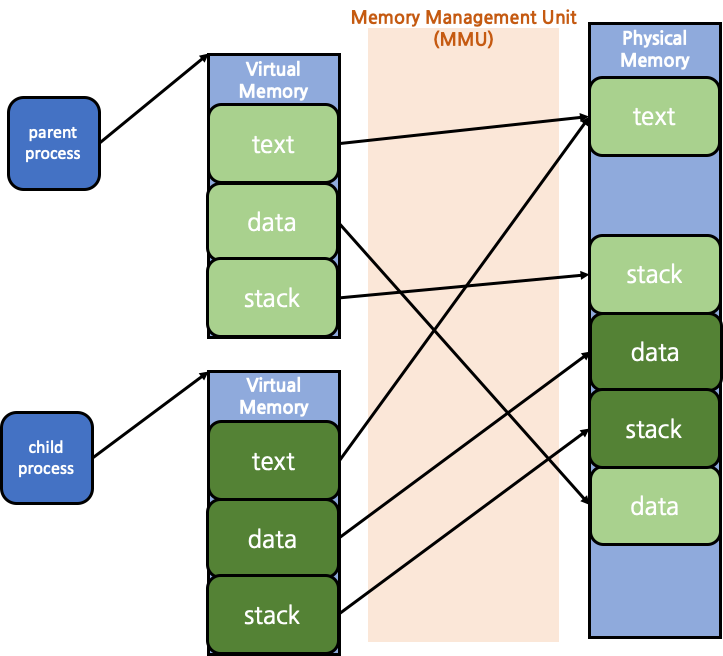 Memory Management Unit
(MMU)
parent
process
Virtual
Memory
text
data
stack
child
process
Virtual
Memory
text
data
stack
Physical
Memory
text
stack
data
stack
data